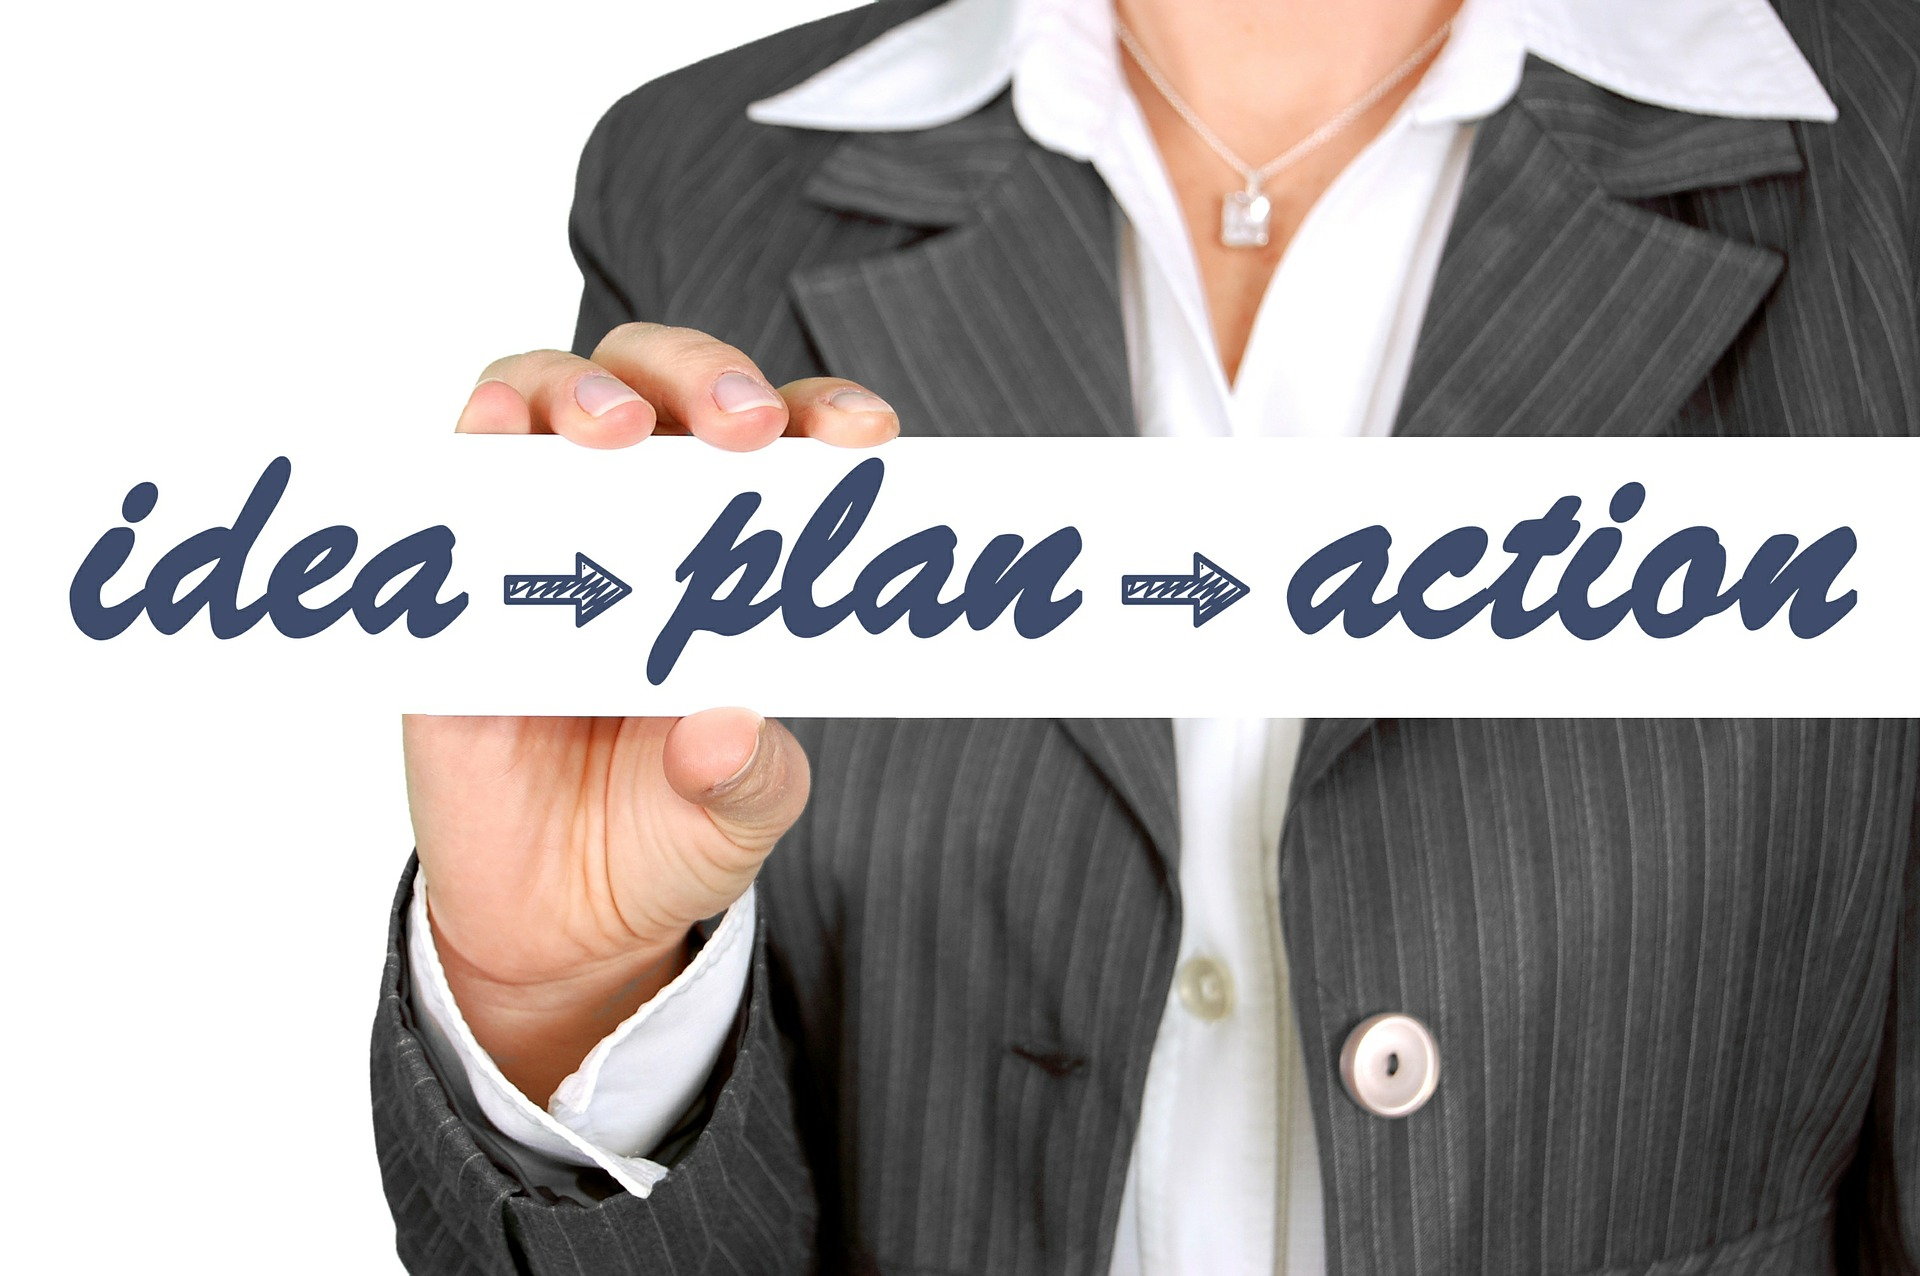 idea → plan → action